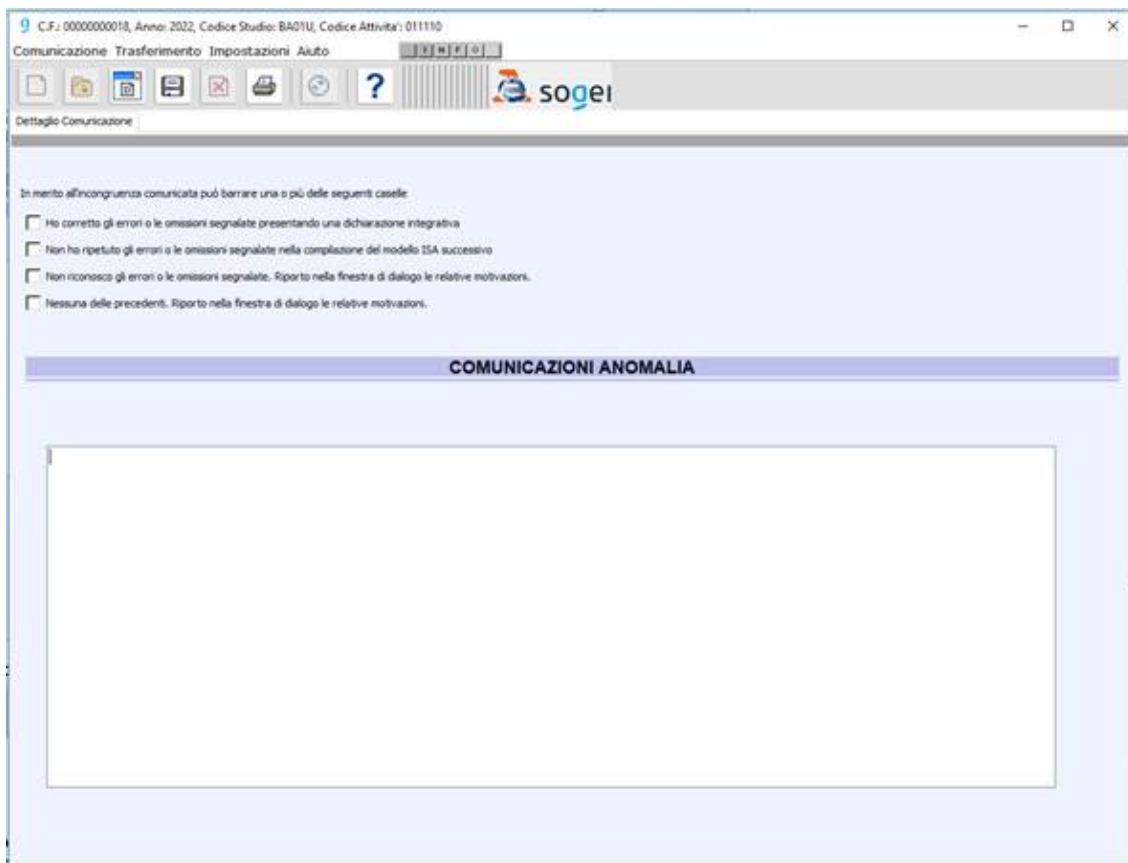 C.F.: 00000000018, Anno: 2022, Codice Studio: BA01U, Codice Attivita': 011110
Comunicazione Trasferimento Impostazioni Aiuto INFO
? sogei
Dettaglio Comunicazione
In merito all'incongruenza comunicata può barrare una o più delle seguenti caselle
Ho corretto gli errori o le omissioni segnalate presentando una dichiarazione integrativa
Non ho ripetuto gli errori o le omissioni segnalate nella compilazione del modello ISA successivo
Non riconosco gli errori o le omissioni segnalate. Riporto nella finestra di dialogo le relative motivazioni.
Nessuna delle precedenti. Riporto nella finestra di dialogo le relative motivazioni.
COMUNICAZIONI ANOMALIA